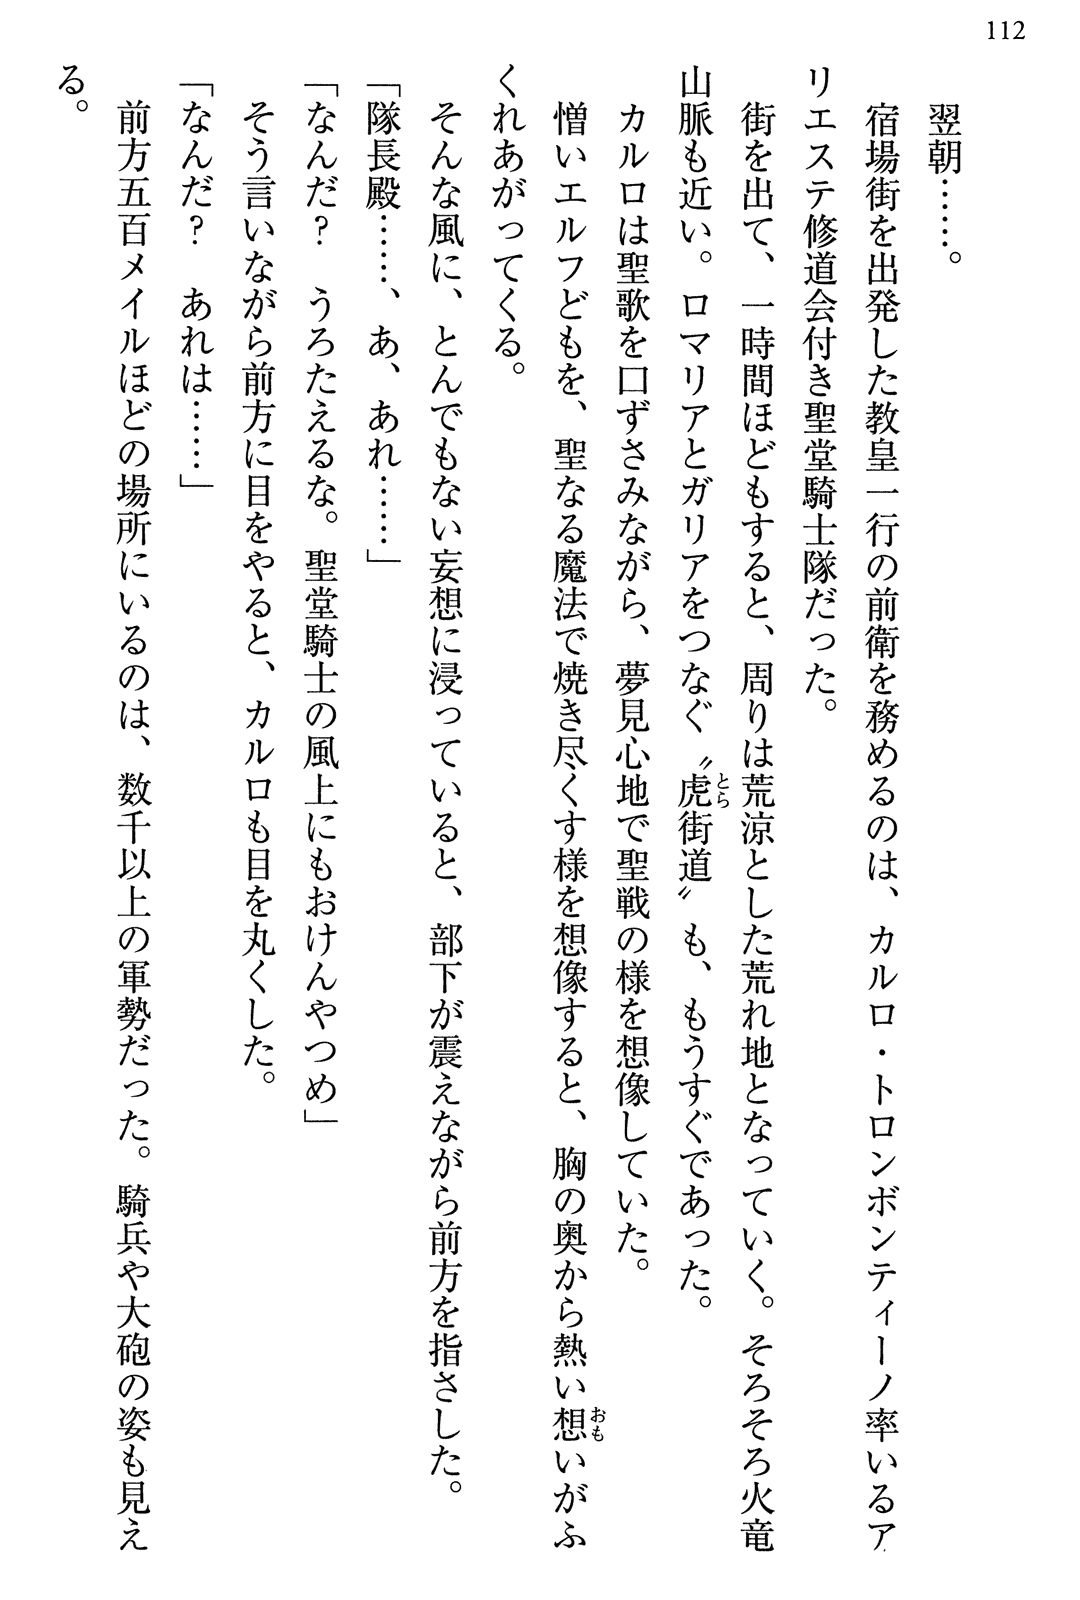 112
翌朝……。
宿場街を出発した教皇一行の前衛を務めるのは、カルロ・トロンボンティーノ率いるア
リエステ修道会付き聖堂騎士隊だった。
街を出て、一時間ほどもすると、周りは荒涼とした荒れ地となっていく。そろそろ火竜
山脈も近い。ロマリアとガリアをつなぐ〝虎街道〟も、もうすぐであった。
とら
カルロは聖歌を口ずさみながら、夢見心地で聖戦の様を想像していた。
憎いエルフどもを、聖なる魔法で焼き尽くす様を想像すると、胸の奥から熱い想いがふ
おも
くれあがってくる。
そんな風に、とんでもない妄想に浸っていると、部下が震えながら前方を指さした。
「隊長殿……、あ、あれ……」
「なんだ？　うろたえるな。聖堂騎士の風上にもおけんやつめ」
そう言いながら前方に目をやると、カルロも目を丸くした。
「なんだ？　あれは……」
前方五百メイルほどの場所にいるのは、数千以上の軍勢だった。騎兵や大砲の姿も見え
る。